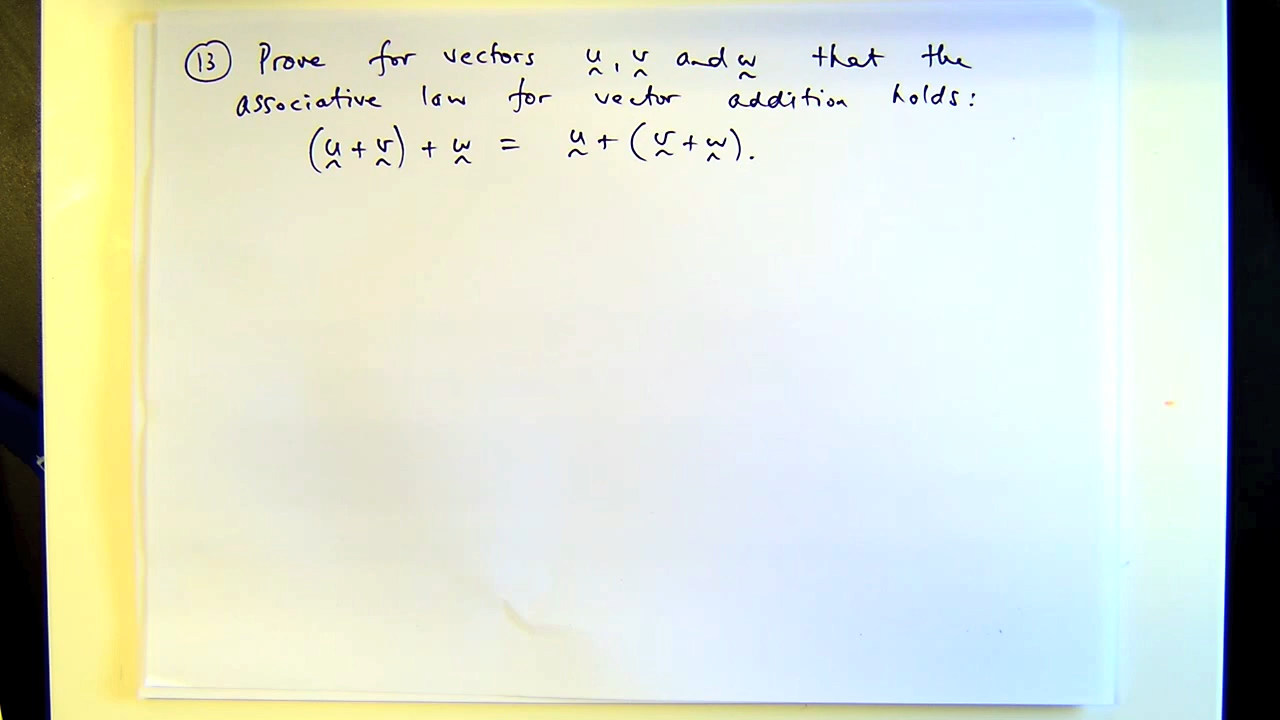 (13) Prove for vectors ṵ, v̰ and w̰ that the
associative law for vector addition holds:
(ṵ + v̰) + w̰ = ṵ + (v̰ + w̰).